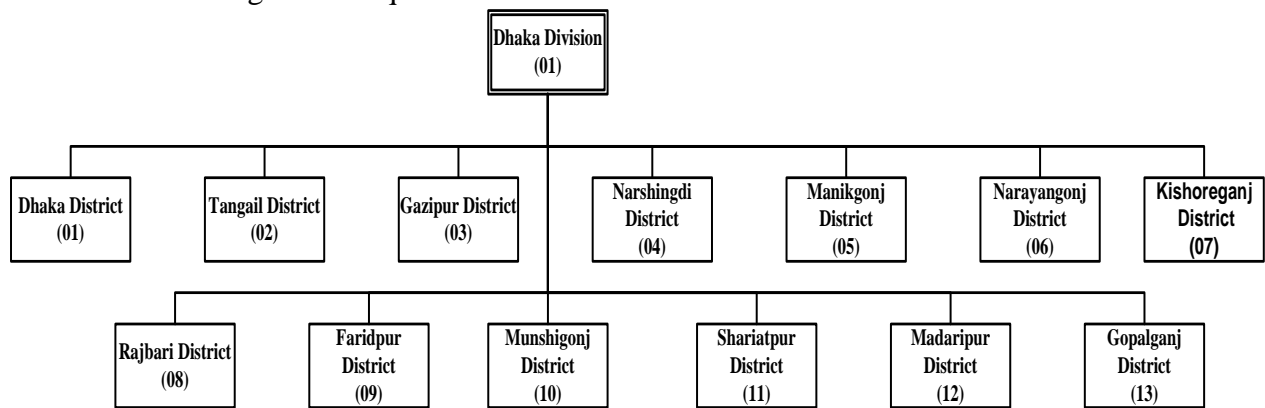 Dhaka Division
(01)
Dhaka District
(01)
Tangail District
(02)
Gazipur District
(03)
Narshingdi
District
(04)
Manikgonj
District
(05)
Narayangonj
District
(06)
Kishoreganj
District
(07)
Rajbari District
(08)
Faridpur
District
(09)
Munshigonj
District
(10)
Shariatpur
District
(11)
Madaripur
District
(12)
Gopalganj
District
(13)